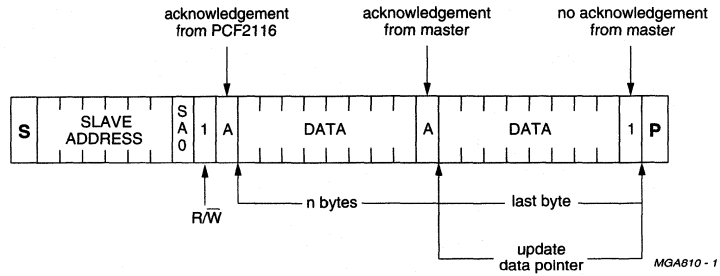 acknowledgement
from PCF2116
acknowledgement
from master
no acknowledgement
from master
S
SLAVE
ADDRESS
S
A
0
1
A
DATA
A
DATA
1
P
R/W̅
n bytes
last byte
update
data pointer
MGA810 - 1